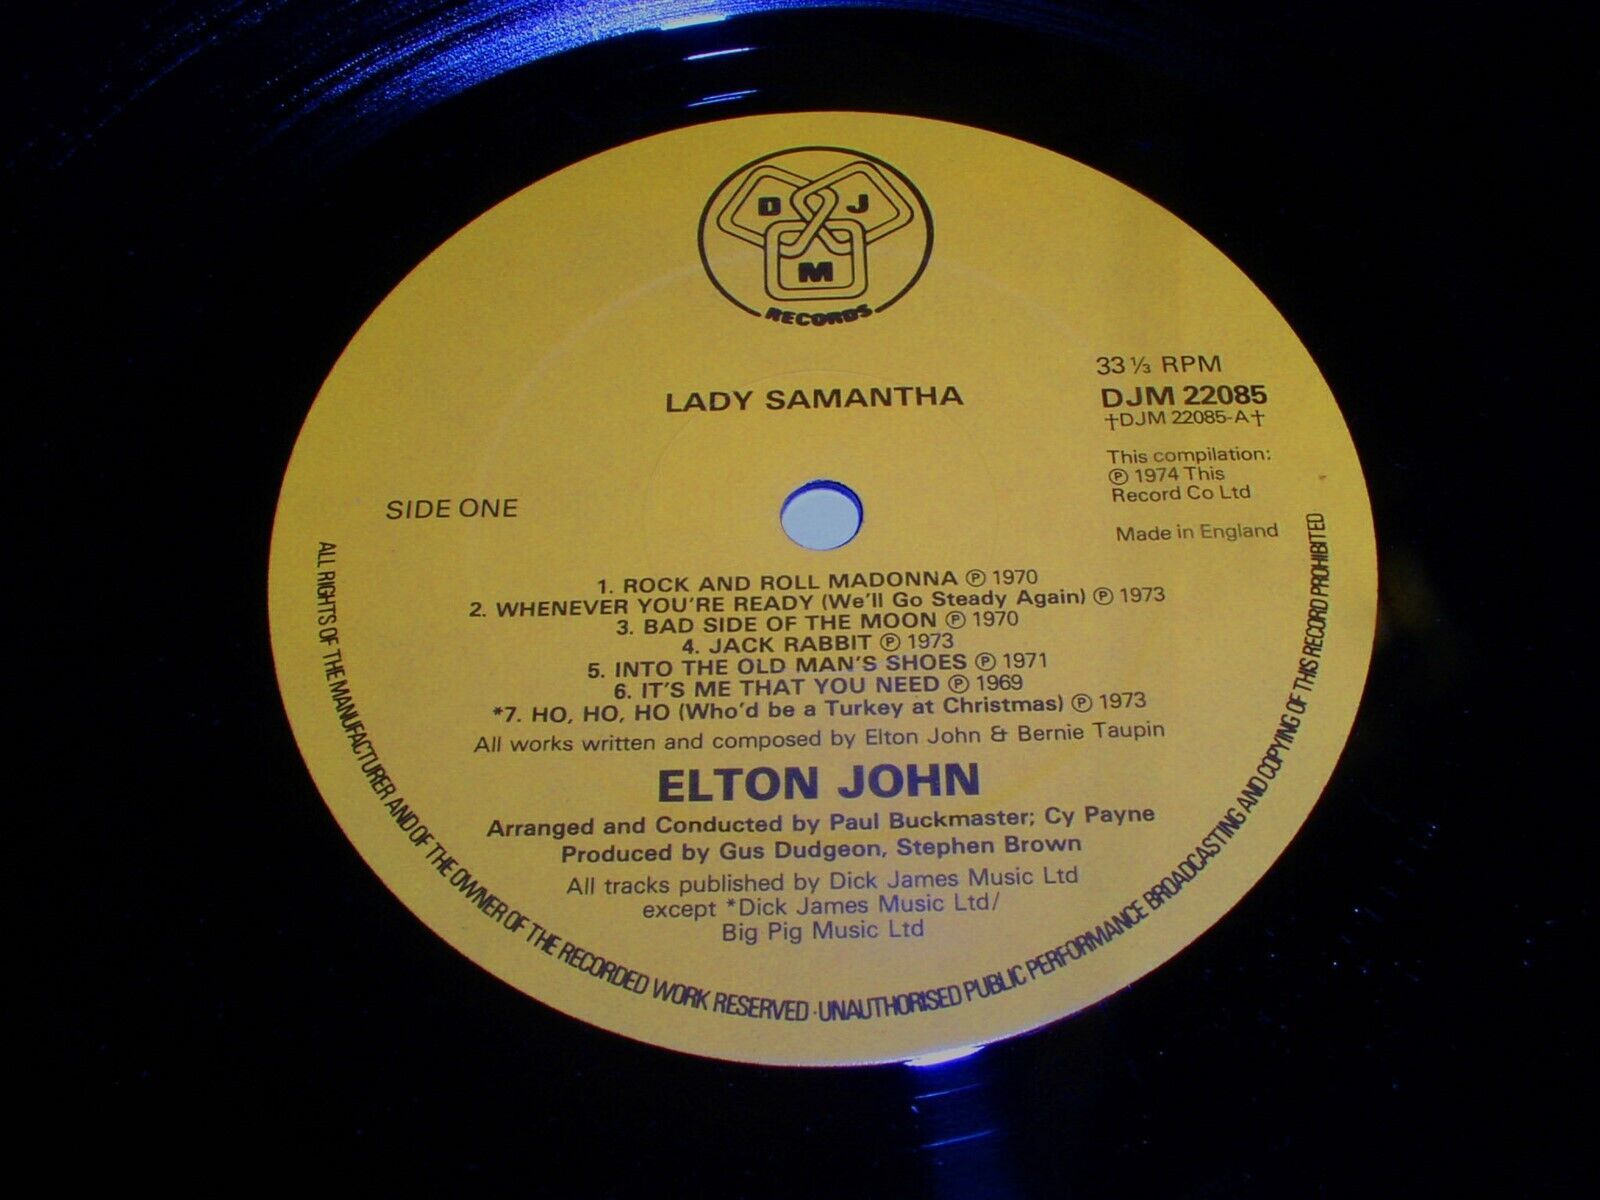 D J
M
RECORDS
33 ⅓ RPM
LADY SAMANTHA
DJM 22085
†DJM 22085-A†
This compilation:
℗ 1974 This
Record Co Ltd
SIDE ONE
Made in England
1. ROCK AND ROLL MADONNA ℗ 1970
2. WHENEVER YOU'RE READY (We'll Go Steady Again) ℗ 1973
3. BAD SIDE OF THE MOON ℗ 1970
4. JACK RABBIT ℗ 1973
5. INTO THE OLD MAN'S SHOES ℗ 1971
6. IT'S ME THAT YOU NEED ℗ 1969
*7. HO, HO, HO (Who'd be a Turkey at Christmas) ℗ 1973
All works written and composed by Elton John & Bernie Taupin
ELTON JOHN
Arranged and Conducted by Paul Buckmaster; Cy Payne
Produced by Gus Dudgeon, Stephen Brown
All tracks published by Dick James Music Ltd
except *Dick James Music Ltd/
Big Pig Music Ltd
ALL RIGHTS OF THE MANUFACTURER AND OF THE OWNER OF THE RECORDED WORK RESERVED · UNAUTHORISED PUBLIC PERFORMANCE BROADCASTING AND COPYING OF THIS RECORD PROHIBITED